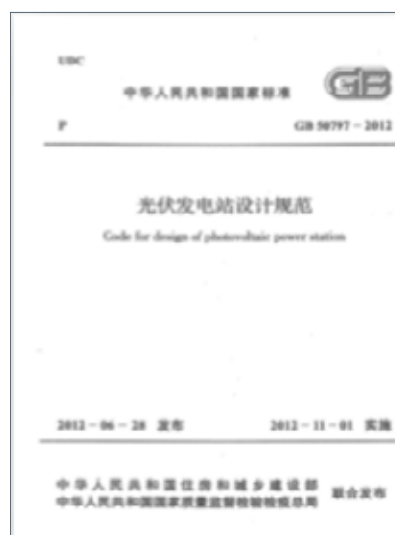 UDC
中华人民共和国国家标准
GB
P
GB 50797-2012
光伏发电站设计规范
Code for design of photovoltaic power station
2012-06-28 发布
2012-11-01 实施
中华人民共和国住房和城乡建设部
中华人民共和国国家质量监督检验检疫总局
联合发布